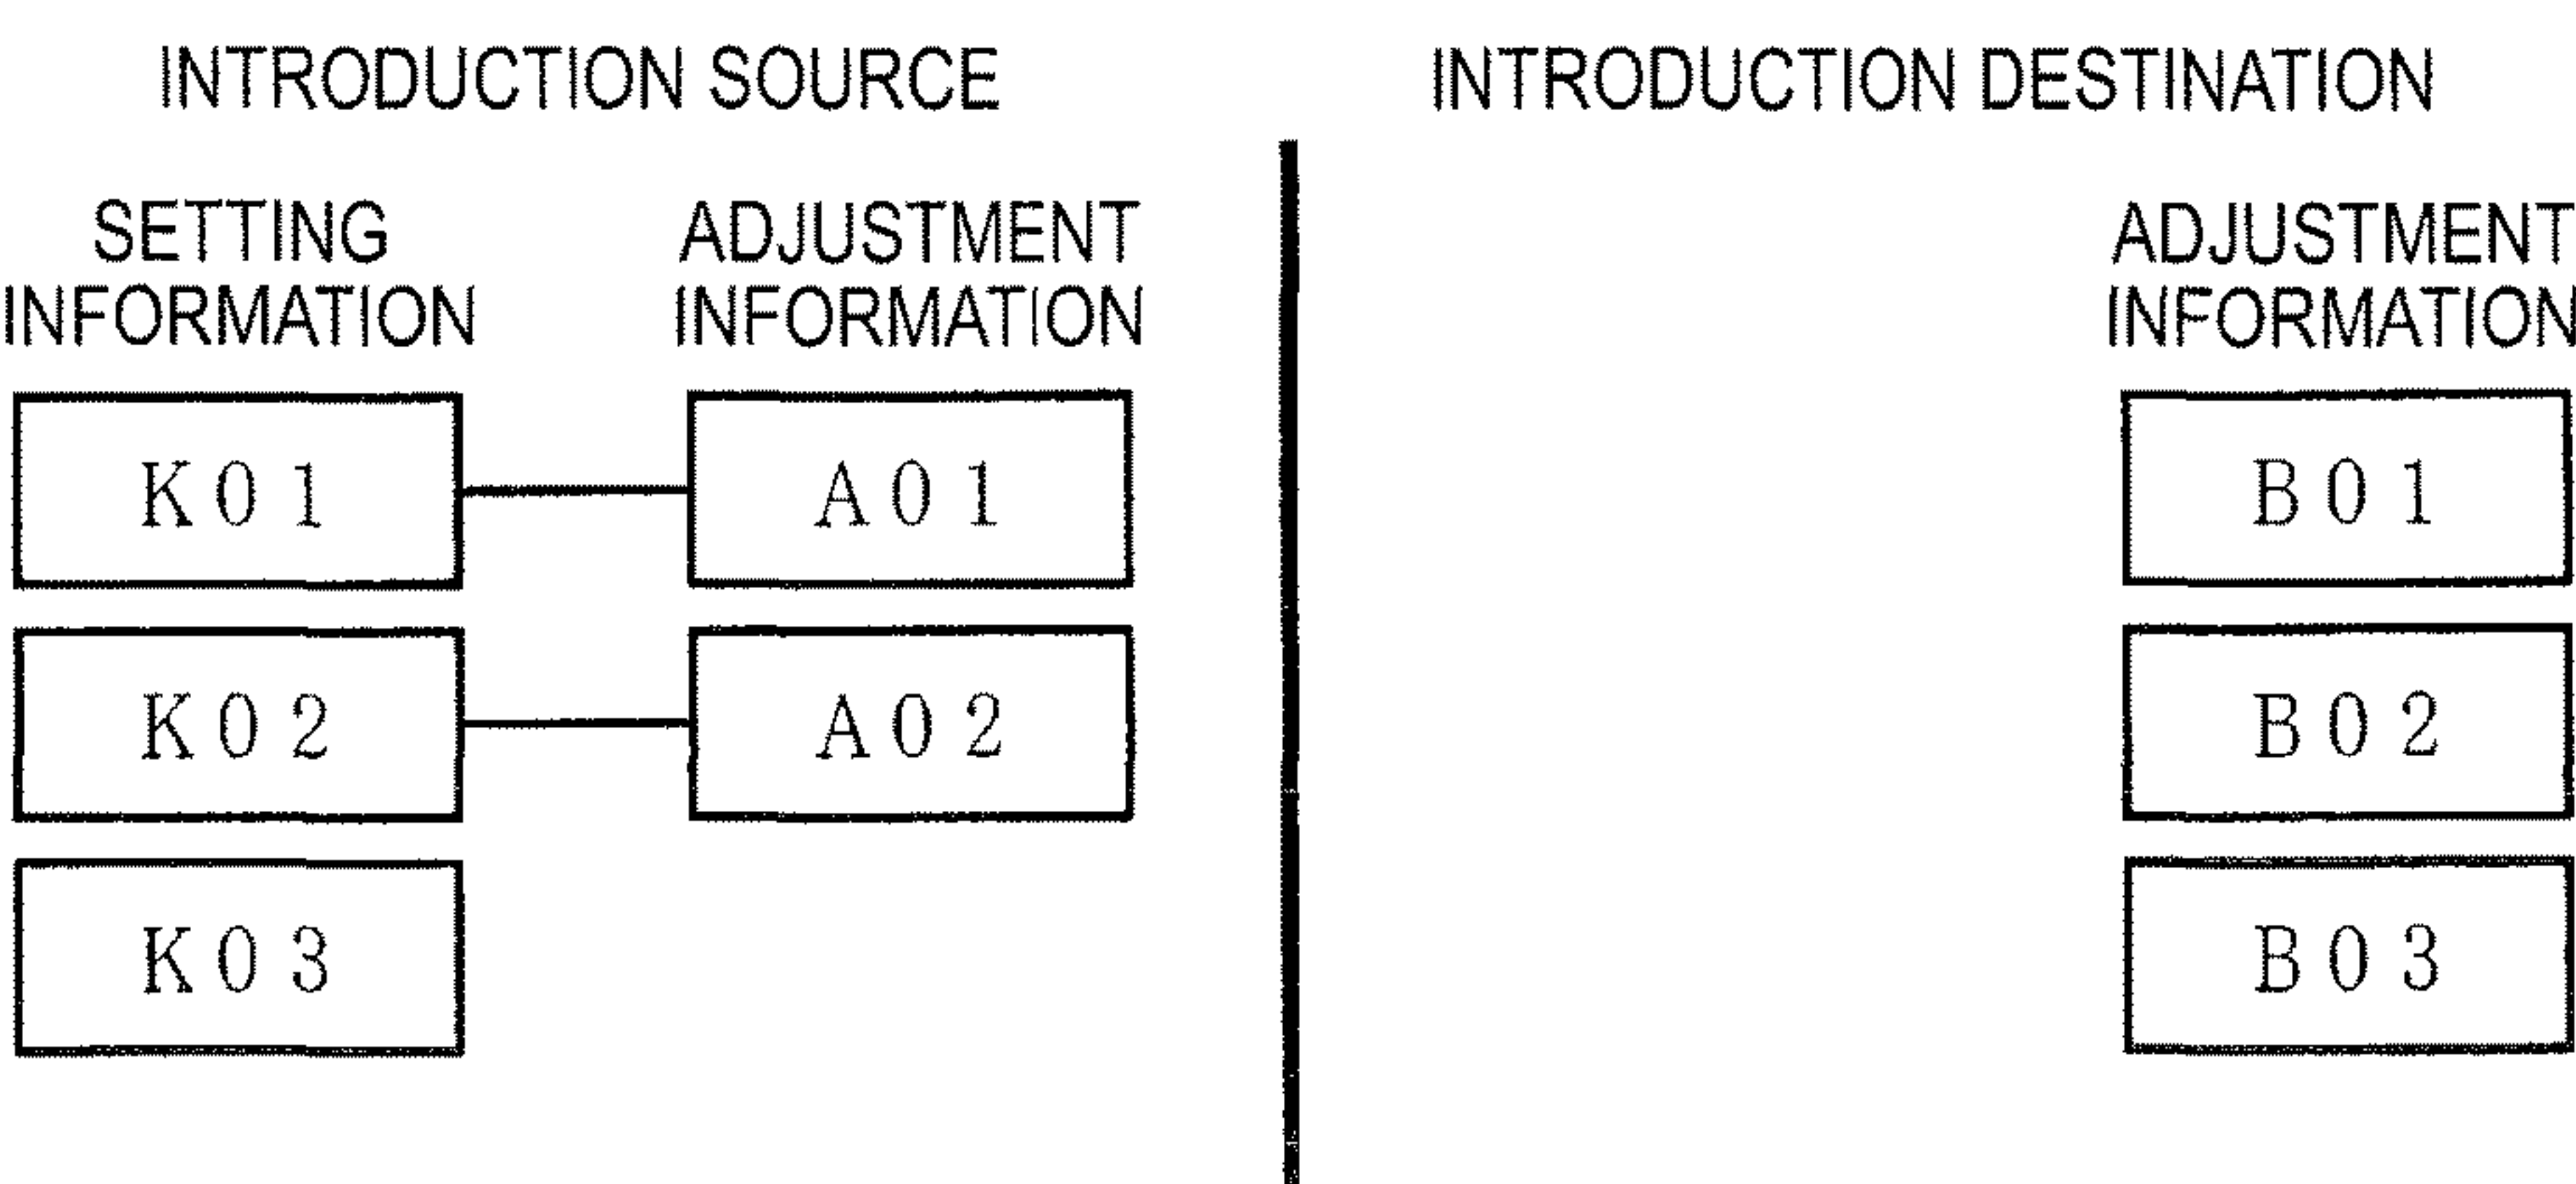 INTRODUCTION SOURCE
INTRODUCTION DESTINATION
SETTING
INFORMATION
ADJUSTMENT
INFORMATION
ADJUSTMENT
INFORMATION
K01
A01
B01
K02
A02
B02
K03
B03